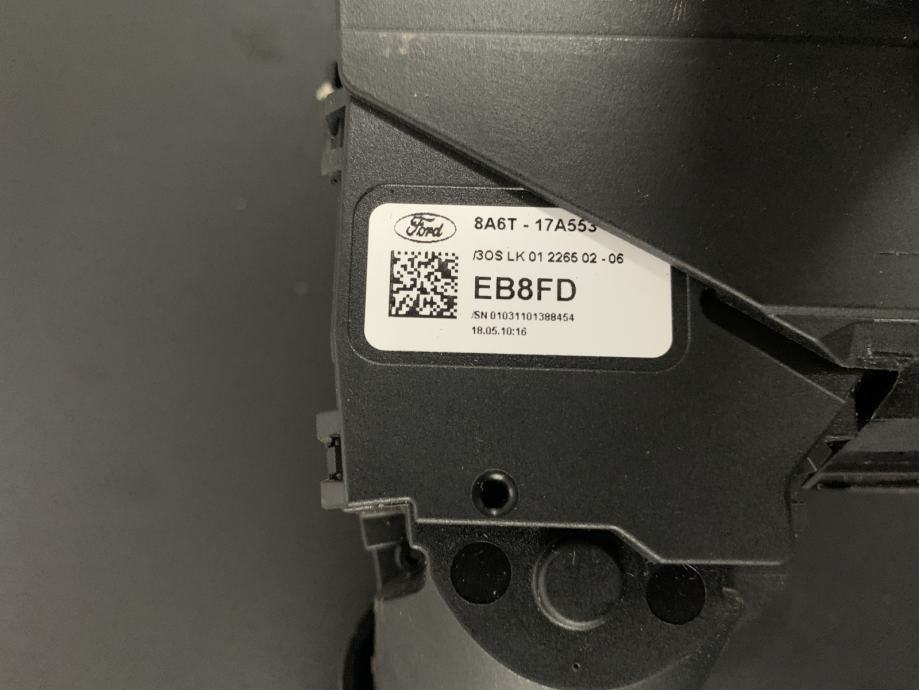 Ford
8A6T - 17A553
/3OS LK 01 2265 02 - 06
EB8FD
/SN 01031101388454
18.05.10:16